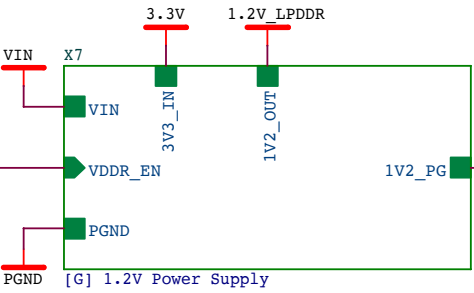 3.3V
1.2V_LPDDR
VIN
X7
VIN
3V3_IN
1V2_OUT
VDDR_EN
1V2_PG
PGND
PGND
[G] 1.2V Power Supply